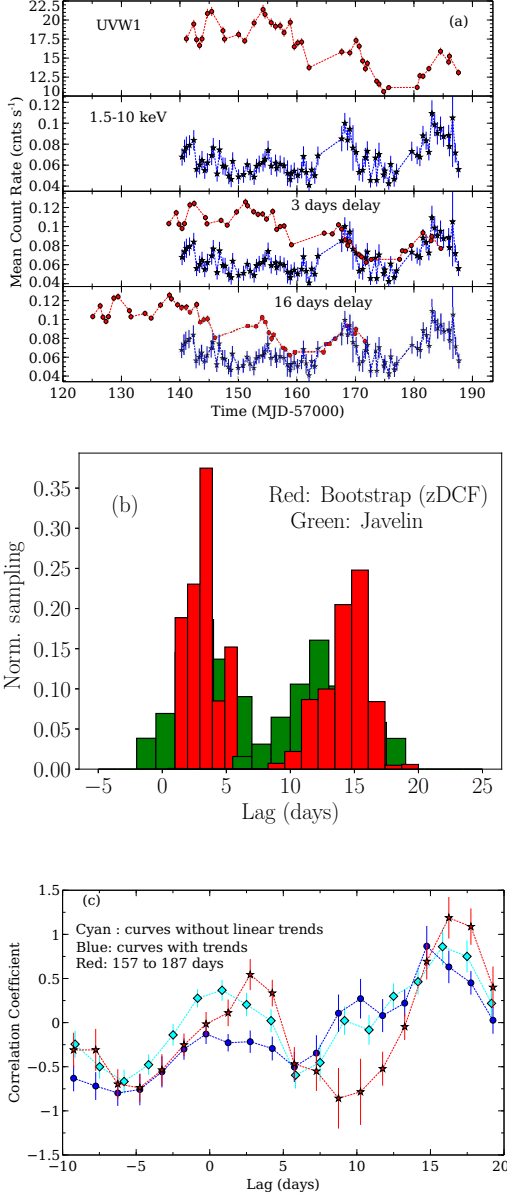 22.5
20
17.5
15
12.5
10
UVW1
(a)
0.12
0.1
0.08
0.06
0.04
1.5-10 keV
Mean Count Rate (cnts s⁻¹)
0.12
0.1
0.08
0.06
0.04
3 days delay
0.12
0.1
0.08
0.06
0.04
16 days delay
120 130 140 150 160 170 180 190
Time (MJD-57000)
(b)
Red: Bootstrap (zDCF)
Green: Javelin
Norm. sampling
0.35
0.30
0.25
0.20
0.15
0.10
0.05
0.00
−5 0 5 10 15 20 25
Lag (days)
(c)
Cyan : curves without linear trends
Blue: curves with trends
Red: 157 to 187 days
Correlation Coefficient
1.5
1
0.5
0
−0.5
−1
−1.5
−10 −5 0 5 10 15 20
Lag (days)